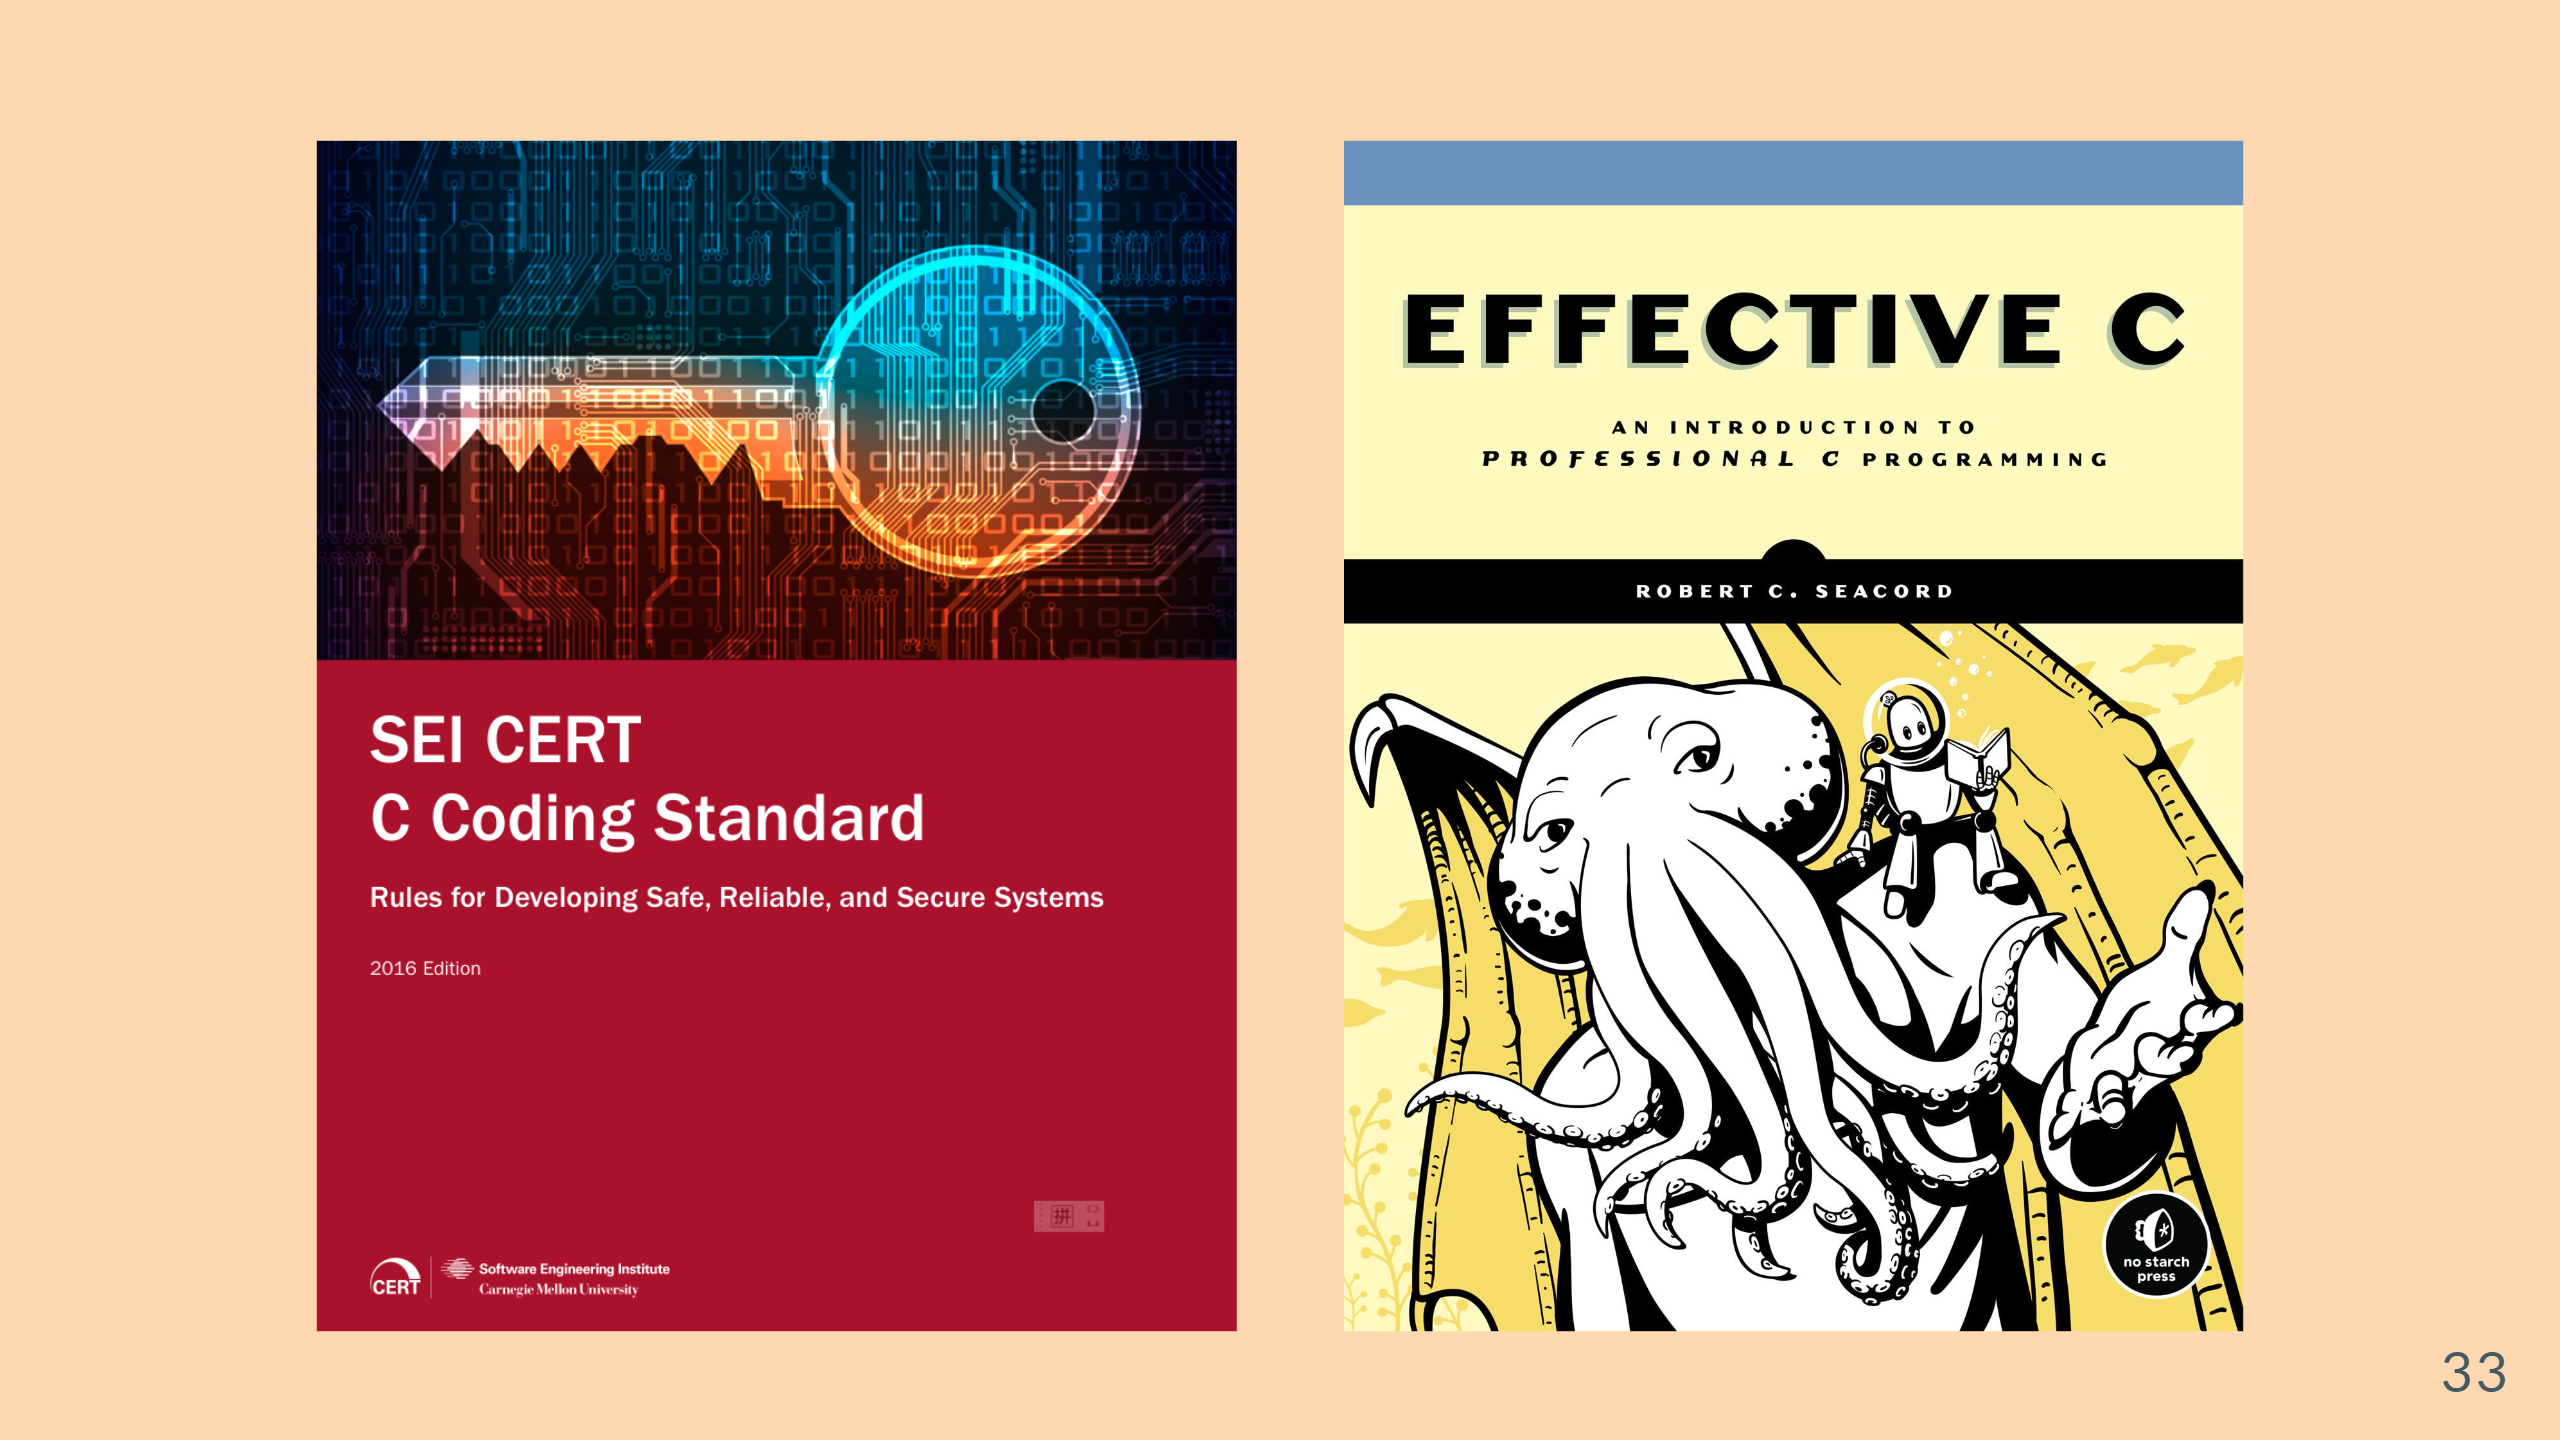 SEI CERT
C Coding Standard
Rules for Developing Safe, Reliable, and Secure Systems
2016 Edition
拼
CERT
Software Engineering Institute
Carnegie Mellon University
EFFECTIVE C
AN INTRODUCTION TO
PROFESSIONAL C PROGRAMMING
ROBERT C. SEACORD
no starch
press
33